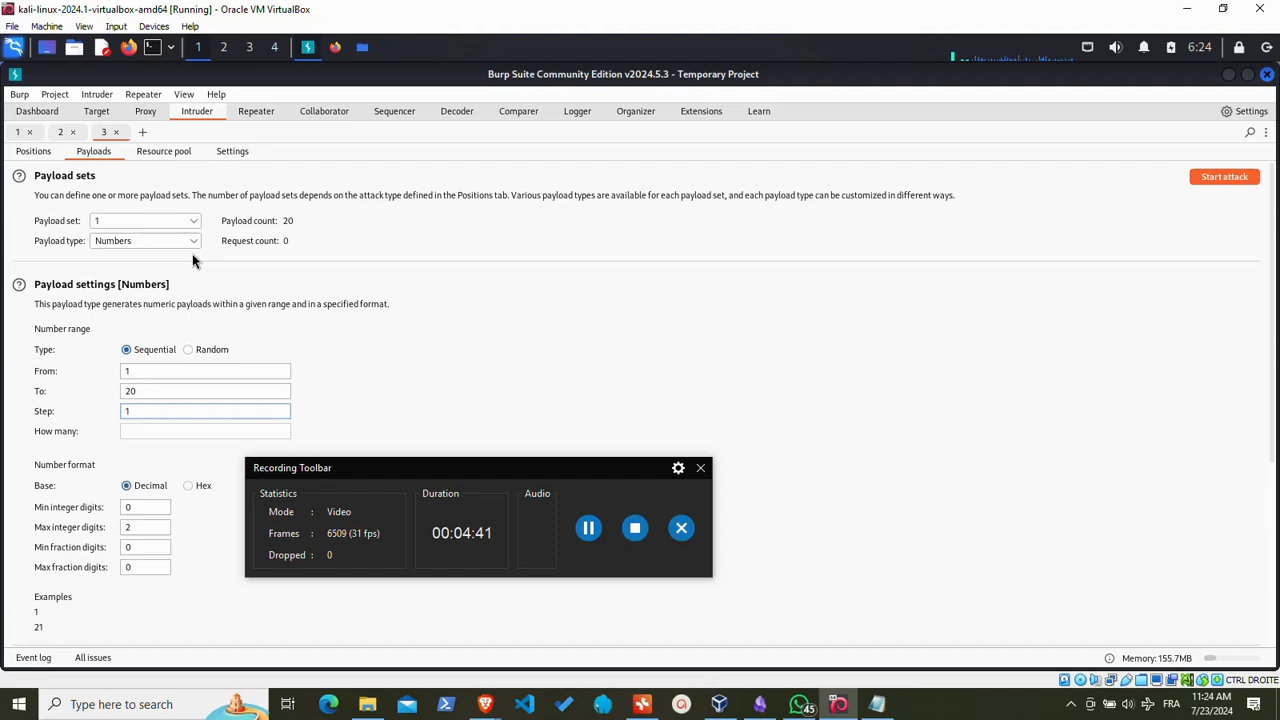 kali-linux-2024.1-virtualbox-amd64 [Running] - Oracle VM VirtualBox
File Machine View Input Devices Help
1 2 3 4 6:24
Burp Suite Community Edition v2024.5.3 - Temporary Project
Burp Project Intruder Repeater View Help
Dashboard Target Proxy Intruder Repeater Collaborator Sequencer Decoder Comparer Logger Organizer Extensions Learn Settings
1 × 2 × 3 × +
Positions Payloads Resource pool Settings
? Payload sets Start attack
You can define one or more payload sets. The number of payload sets depends on the attack type defined in the Positions tab. Various payload types are available for each payload set, and each payload type can be customized in different ways.
Payload set: 1 Payload count: 20
Payload type: Numbers Request count: 0
? Payload settings [Numbers]
This payload type generates numeric payloads within a given range and in a specified format.
Number range
Type: Sequential Random
From: 1
To: 20
Step: 1
How many:
Number format
Base: Decimal Hex
Min integer digits: 0
Max integer digits: 2
Min fraction digits: 0
Max fraction digits: 0
Examples
1
21
Recording Toolbar
Statistics Duration Audio
Mode : Video
Frames : 6509 (31 fps)
Dropped : 0
00:04:41
Event log All issues Memory: 155.7MB
CTRL DROITE
Type here to search 45 FRA 11:24 AM 7/23/2024